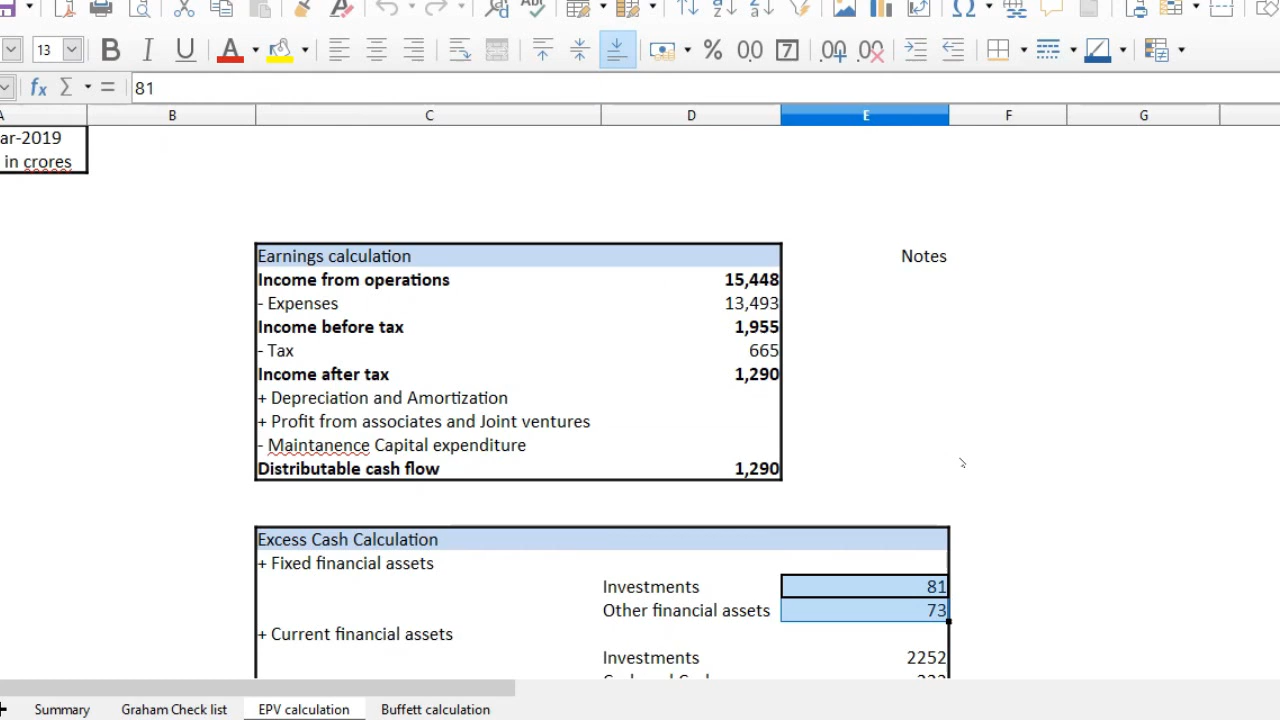 13
81
A B C D E F G
ar-2019
in crores
Earnings calculation Notes
Income from operations 15,448
- Expenses 13,493
Income before tax 1,955
- Tax 665
Income after tax 1,290
+ Depreciation and Amortization
+ Profit from associates and Joint ventures
- Maintanence Capital expenditure
Distributable cash flow 1,290
Excess Cash Calculation
+ Fixed financial assets
Investments 81
Other financial assets 73
+ Current financial assets
Investments 2252
Summary Graham Check list EPV calculation Buffett calculation